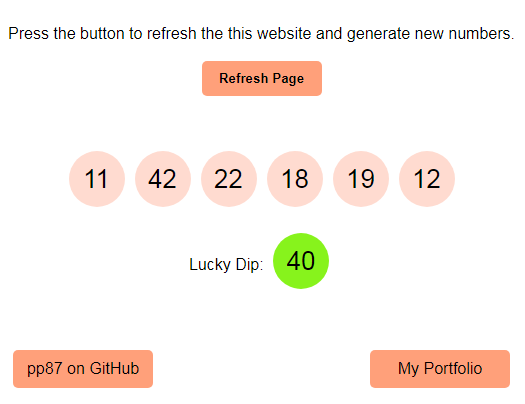 Press the button to refresh the this website and generate new numbers.
Refresh Page
11 42 22 18 19 12
Lucky Dip: 40
pp87 on GitHub My Portfolio